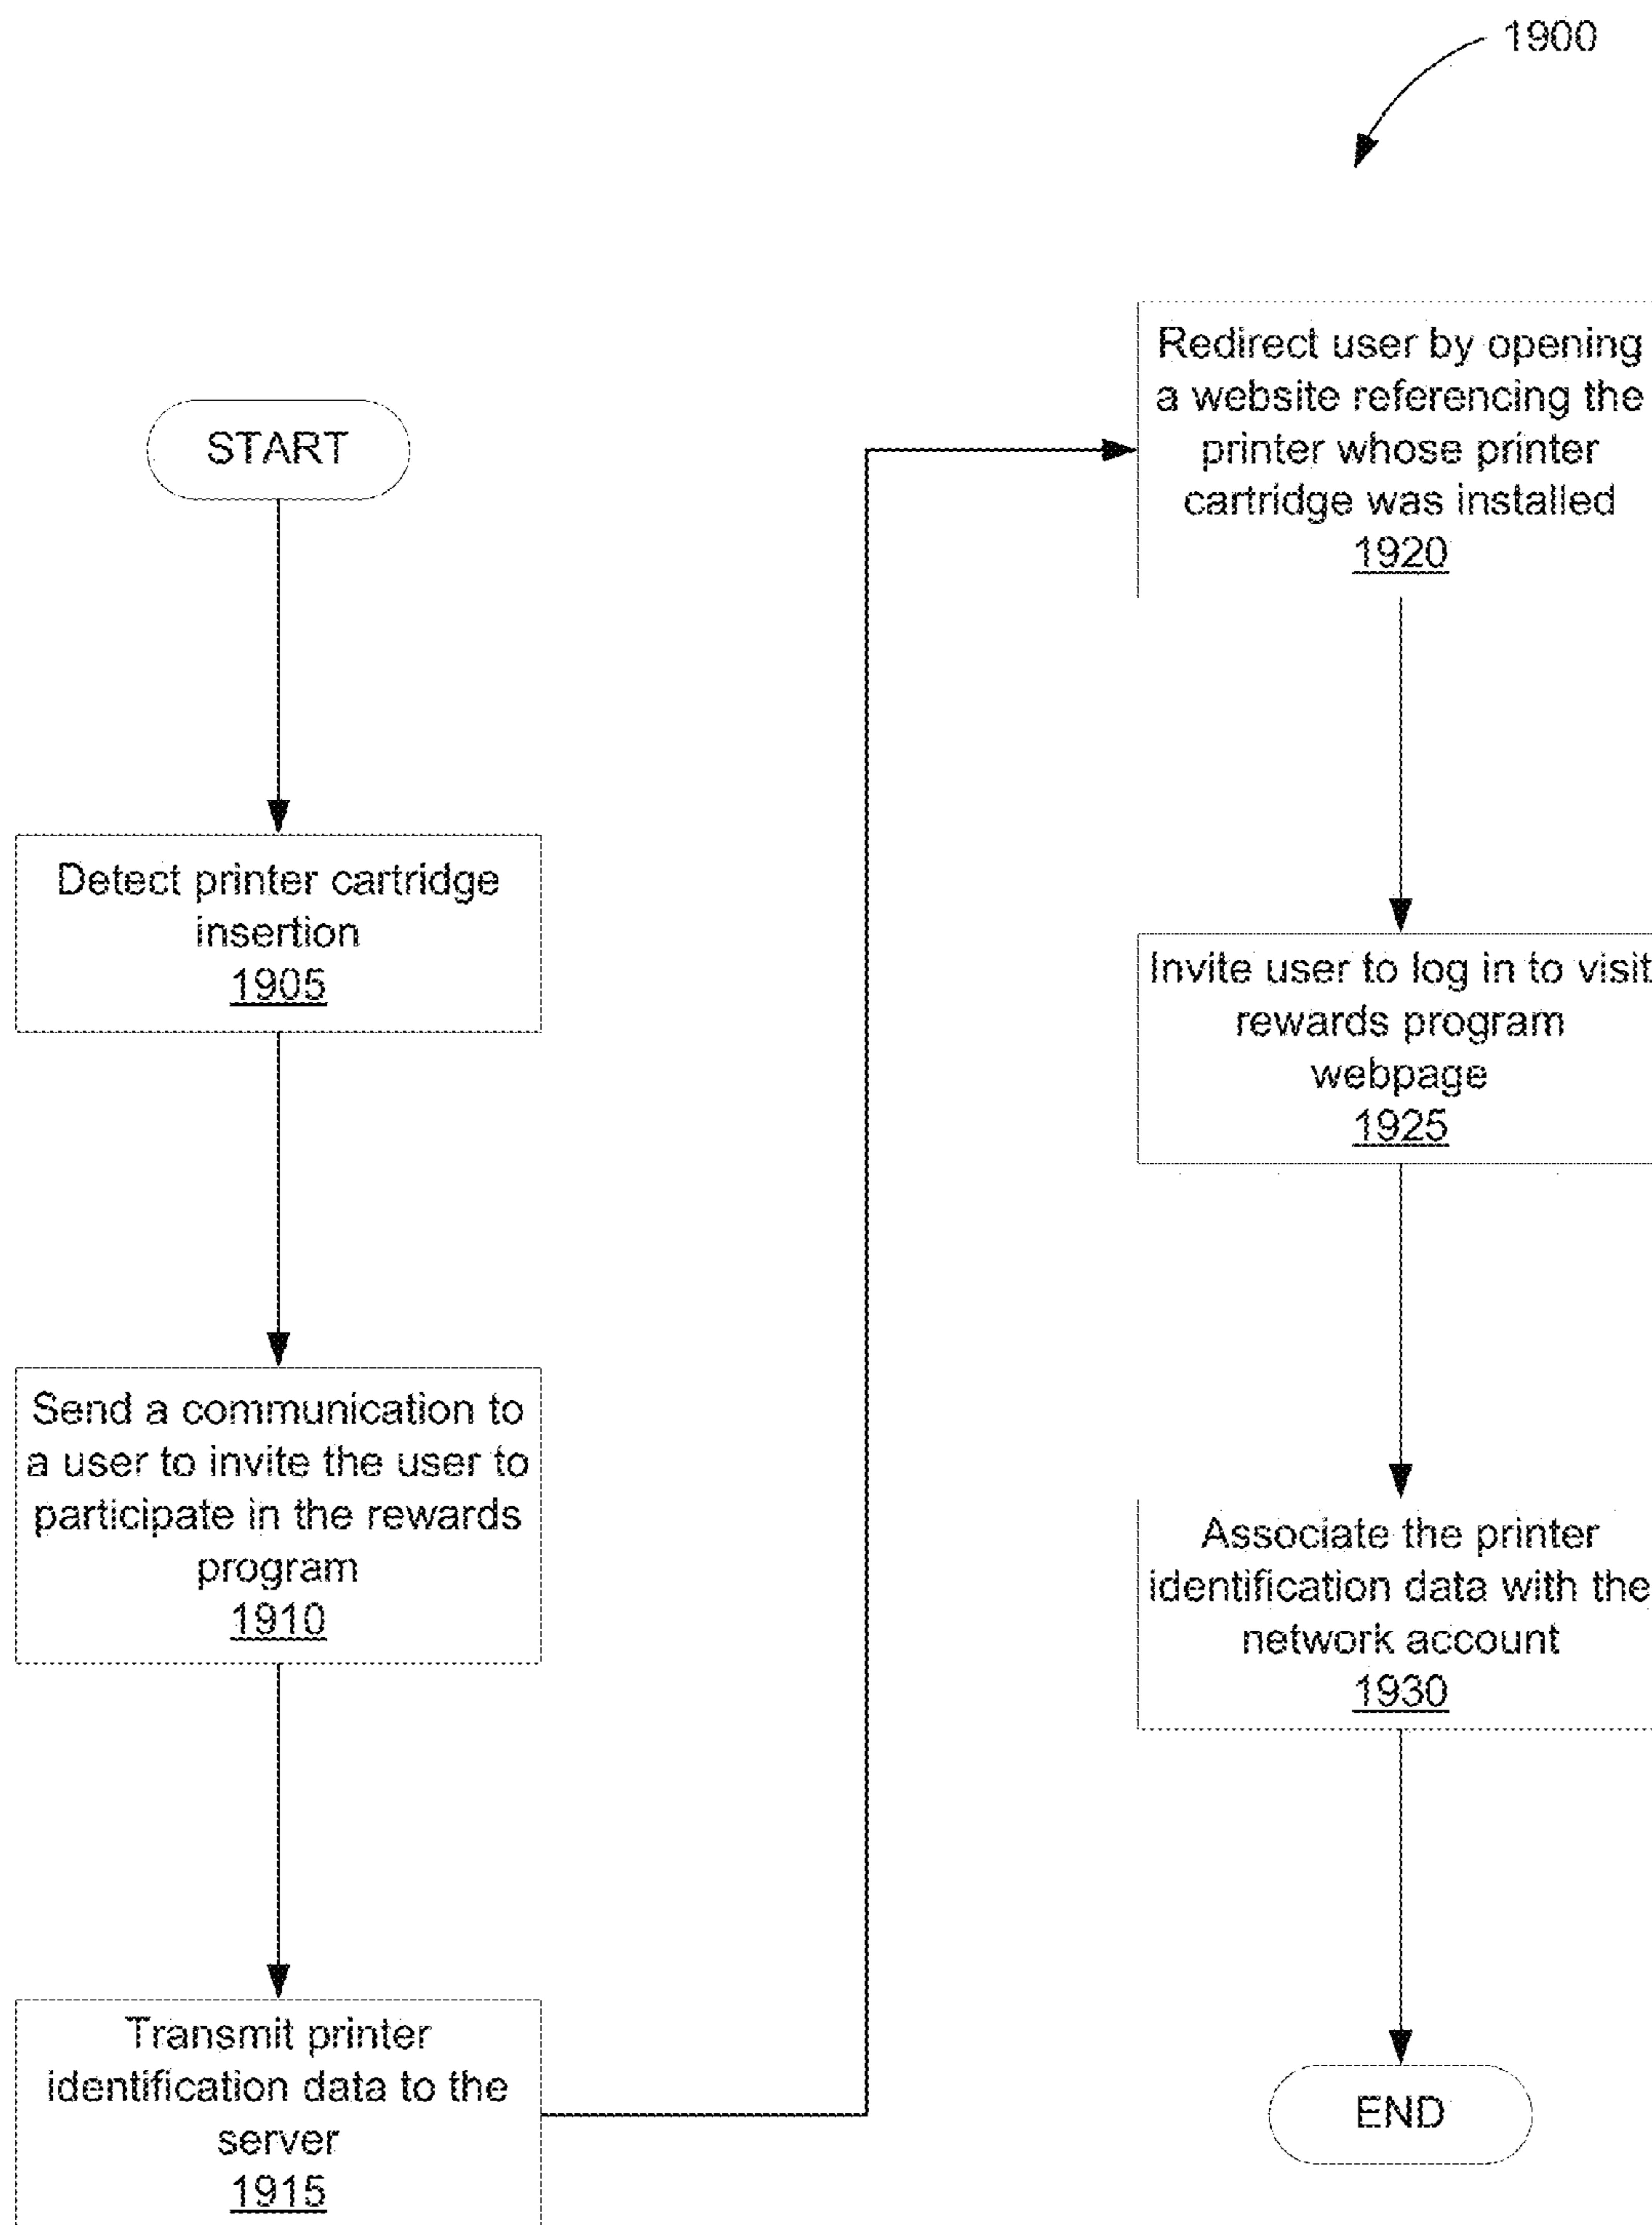 1900
START
Detect printer cartridge
insertion
1905
Send a communication to
a user to invite the user to
participate in the rewards
program
1910
Transmit printer
identification data to the
server
1915
Redirect user by opening
a website referencing the
printer whose printer
cartridge was installed
1920
Invite user to log in to visit
rewards program
webpage
1925
Associate the printer
identification data with the
network account
1930
END